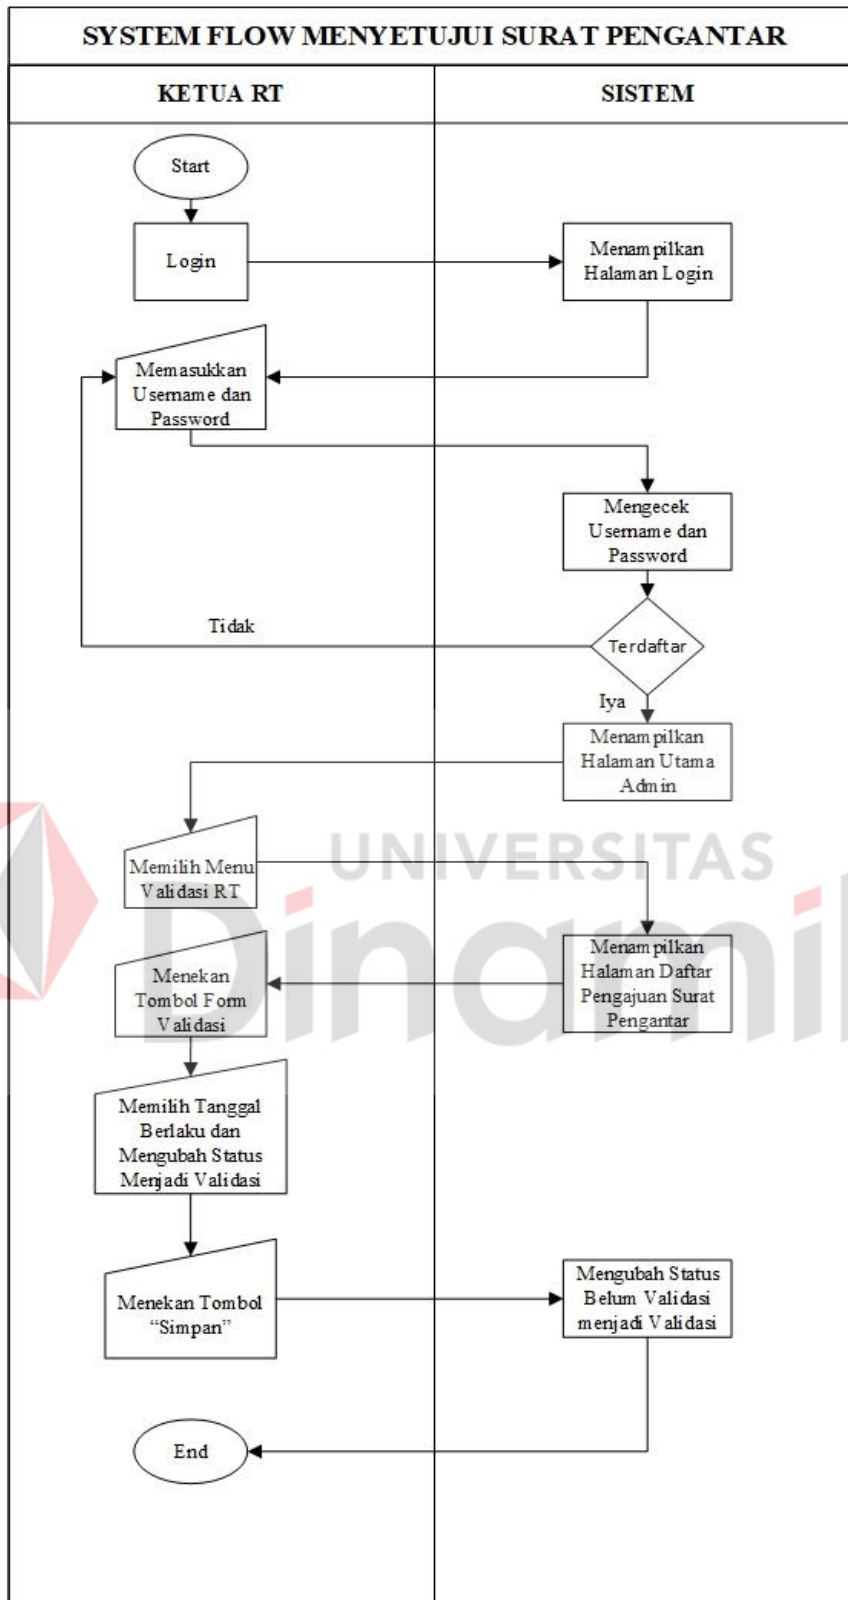 SYSTEM FLOW MENYETUJUI SURAT PENGANTAR
KETUA RT
SISTEM
Start
Login
Menampilkan
Halaman Login
Memasukkan
Username dan
Password
Mengecek
Username dan
Password
Terdaftar
Tidak
Iya
Menampilkan
Halaman Utama
Admin
Memilih Menu
Validasi RT
UNIVERSITAS
Dinamik
Menampilkan
Halaman Daftar
Pengajuan Surat
Pengantar
Menekan
Tombol Form
Validasi
Memilih Tanggal
Berlaku dan
Mengubah Status
Menjadi Validasi
Menekan Tombol
“Simpan”
Mengubah Status
Belum Validasi
menjadi Validasi
End